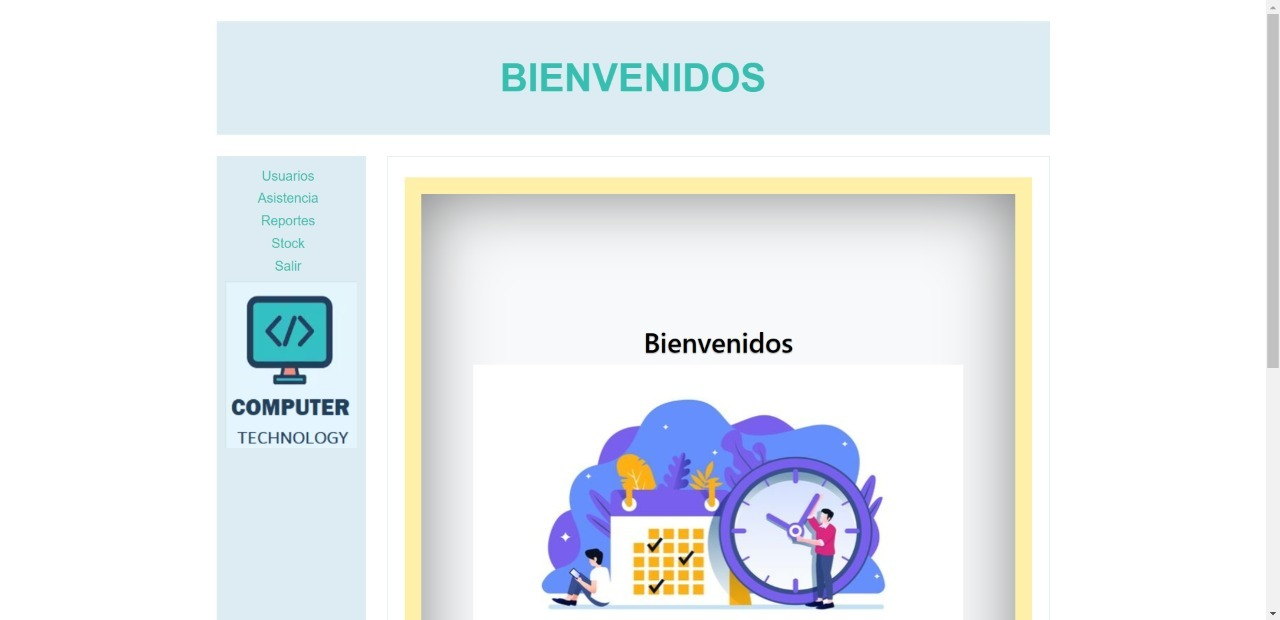 BIENVENIDOS
Usuarios
Asistencia
Reportes
Stock
Salir
</>
COMPUTER
TECHNOLOGY
Bienvenidos